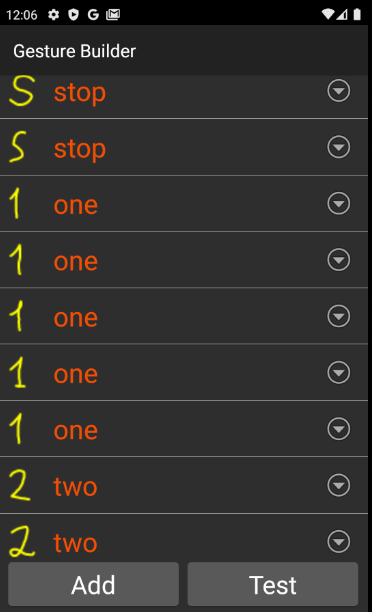 12:06 G M
Gesture Builder
S stop
S stop
1 one
1 one
1 one
1 one
1 one
2 two
2 two
Add Test